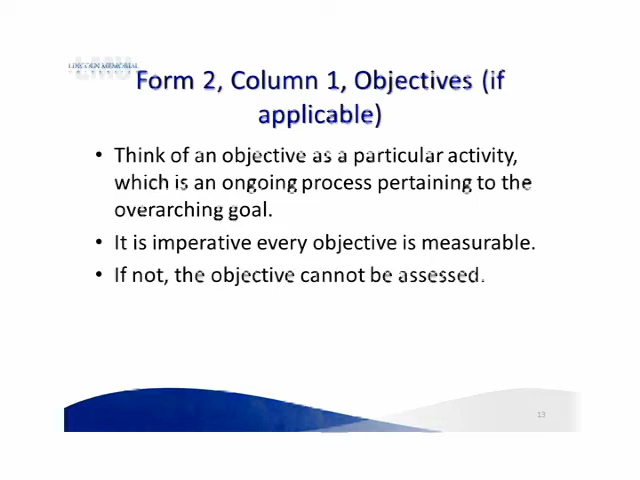 LINCOLN MEMORIAL
Form 2, Column 1, Objectives (if
applicable)
• Think of an objective as a particular activity,
which is an ongoing process pertaining to the
overarching goal.
• It is imperative every objective is measurable.
• If not, the objective cannot be assessed.
13